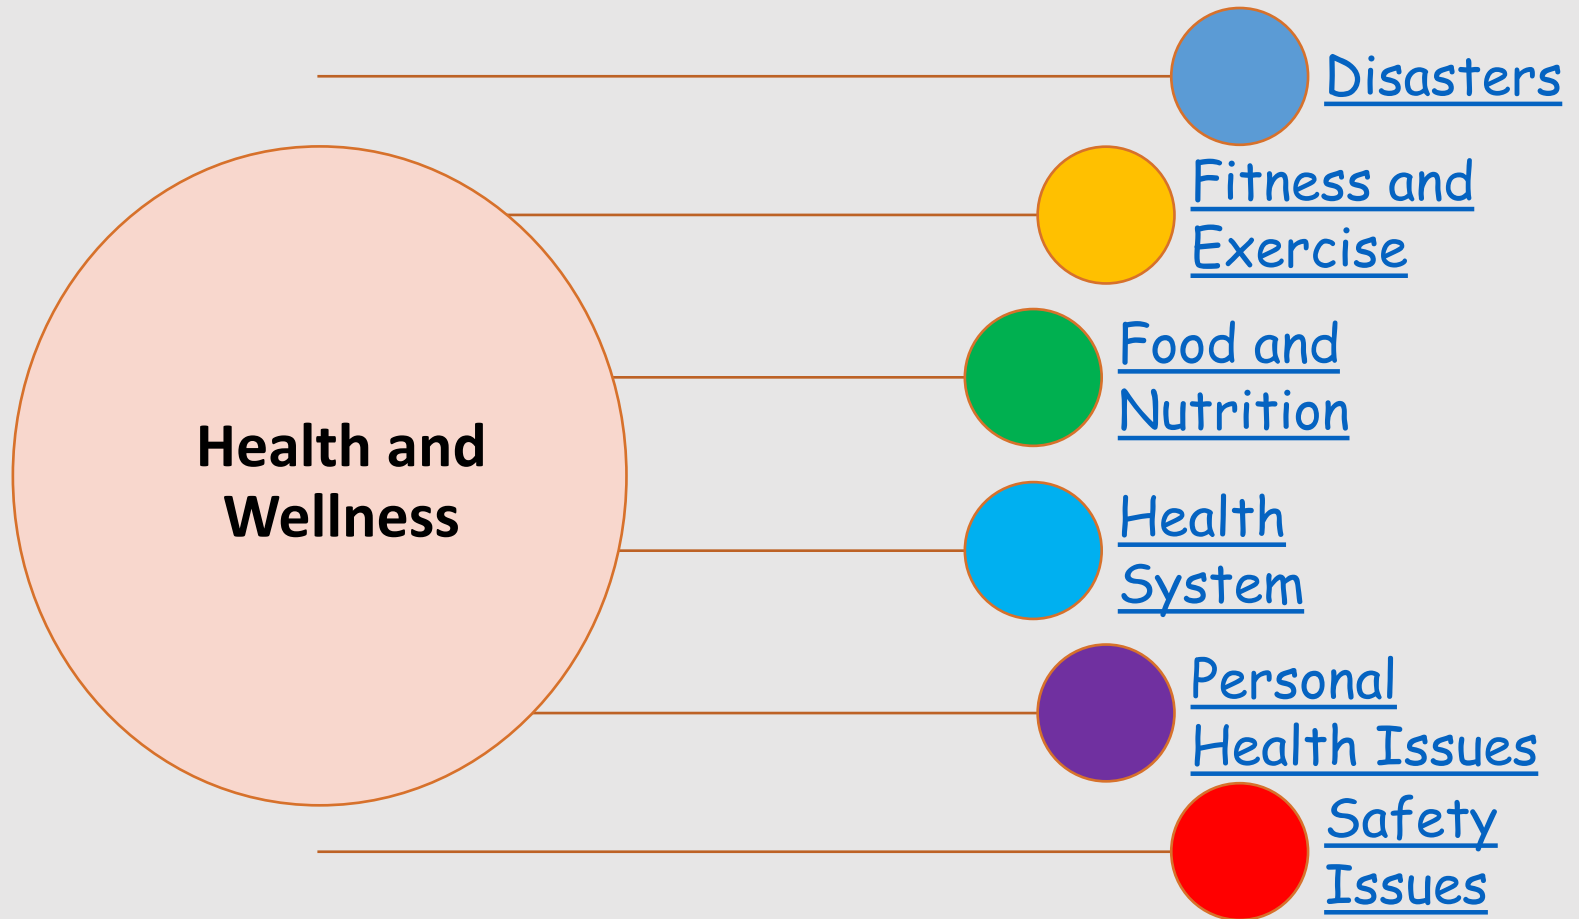 Health and
Wellness
Disasters
Fitness and
Exercise
Food and
Nutrition
Health
System
Personal
Health Issues
Safety
Issues